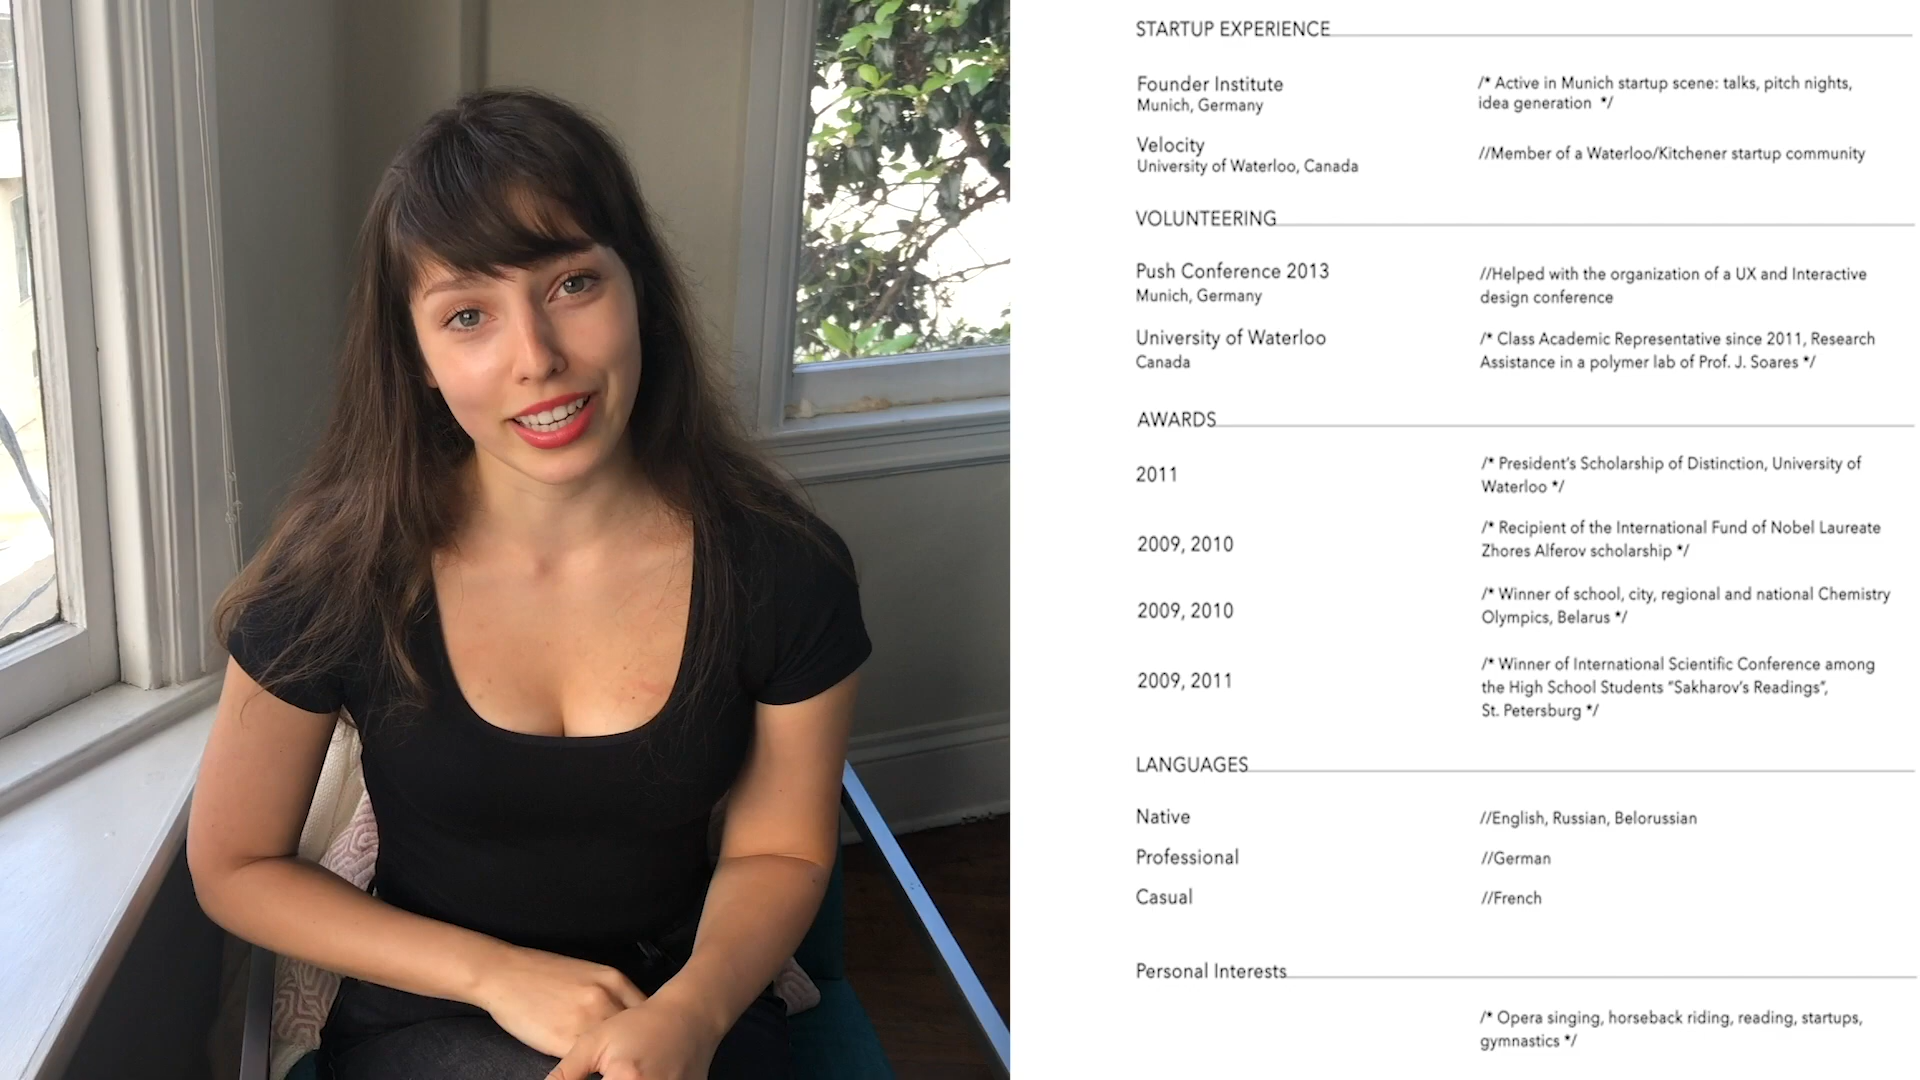 STARTUP EXPERIENCE
Founder Institute
Munich, Germany
/* Active in Munich startup scene: talks, pitch nights,
idea generation */
Velocity
University of Waterloo, Canada
//Member of a Waterloo/Kitchener startup community
VOLUNTEERING
Push Conference 2013
Munich, Germany
//Helped with the organization of a UX and Interactive
design conference
University of Waterloo
Canada
/* Class Academic Representative since 2011, Research
Assistance in a polymer lab of Prof. J. Soares */
AWARDS
2011
/* President's Scholarship of Distinction, University of
Waterloo */
2009, 2010
/* Recipient of the International Fund of Nobel Laureate
Zhores Alferov scholarship */
2009, 2010
/* Winner of school, city, regional and national Chemistry
Olympics, Belarus */
2009, 2011
/* Winner of International Scientific Conference among
the High School Students "Sakharov's Readings",
St. Petersburg */
LANGUAGES
Native
//English, Russian, Belorussian
Professional
//German
Casual
//French
Personal Interests
/* Opera singing, horseback riding, reading, startups,
gymnastics */